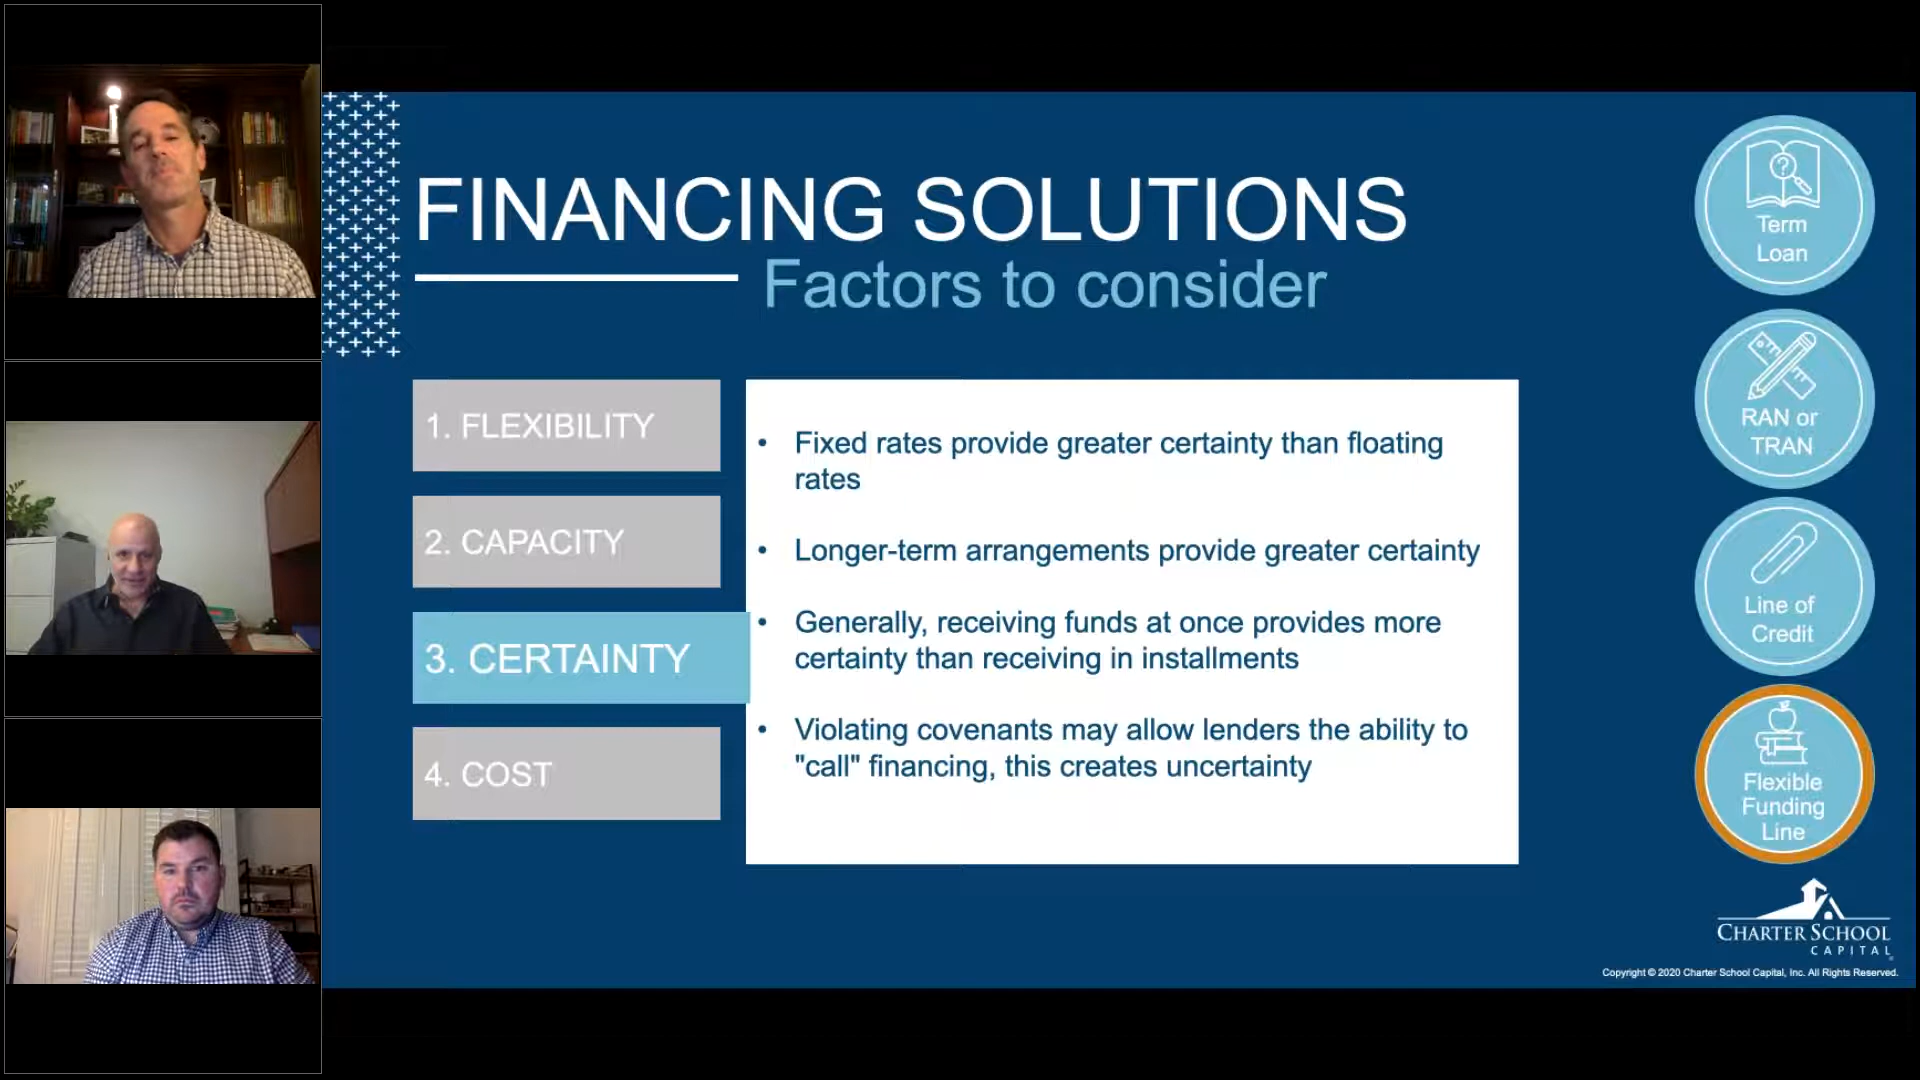 FINANCING SOLUTIONS
Factors to consider
1. FLEXIBILITY
2. CAPACITY
3. CERTAINTY
4. COST
• Fixed rates provide greater certainty than floating
rates
• Longer-term arrangements provide greater certainty
• Generally, receiving funds at once provides more
certainty than receiving in installments
• Violating covenants may allow lenders the ability to
"call" financing, this creates uncertainty
?
Term
Loan
RAN or
TRAN
Line of
Credit
Flexible
Funding
Line
CHARTER SCHOOL
CAPITAL
Copyright © 2020 Charter School Capital, Inc. All Rights Reserved.